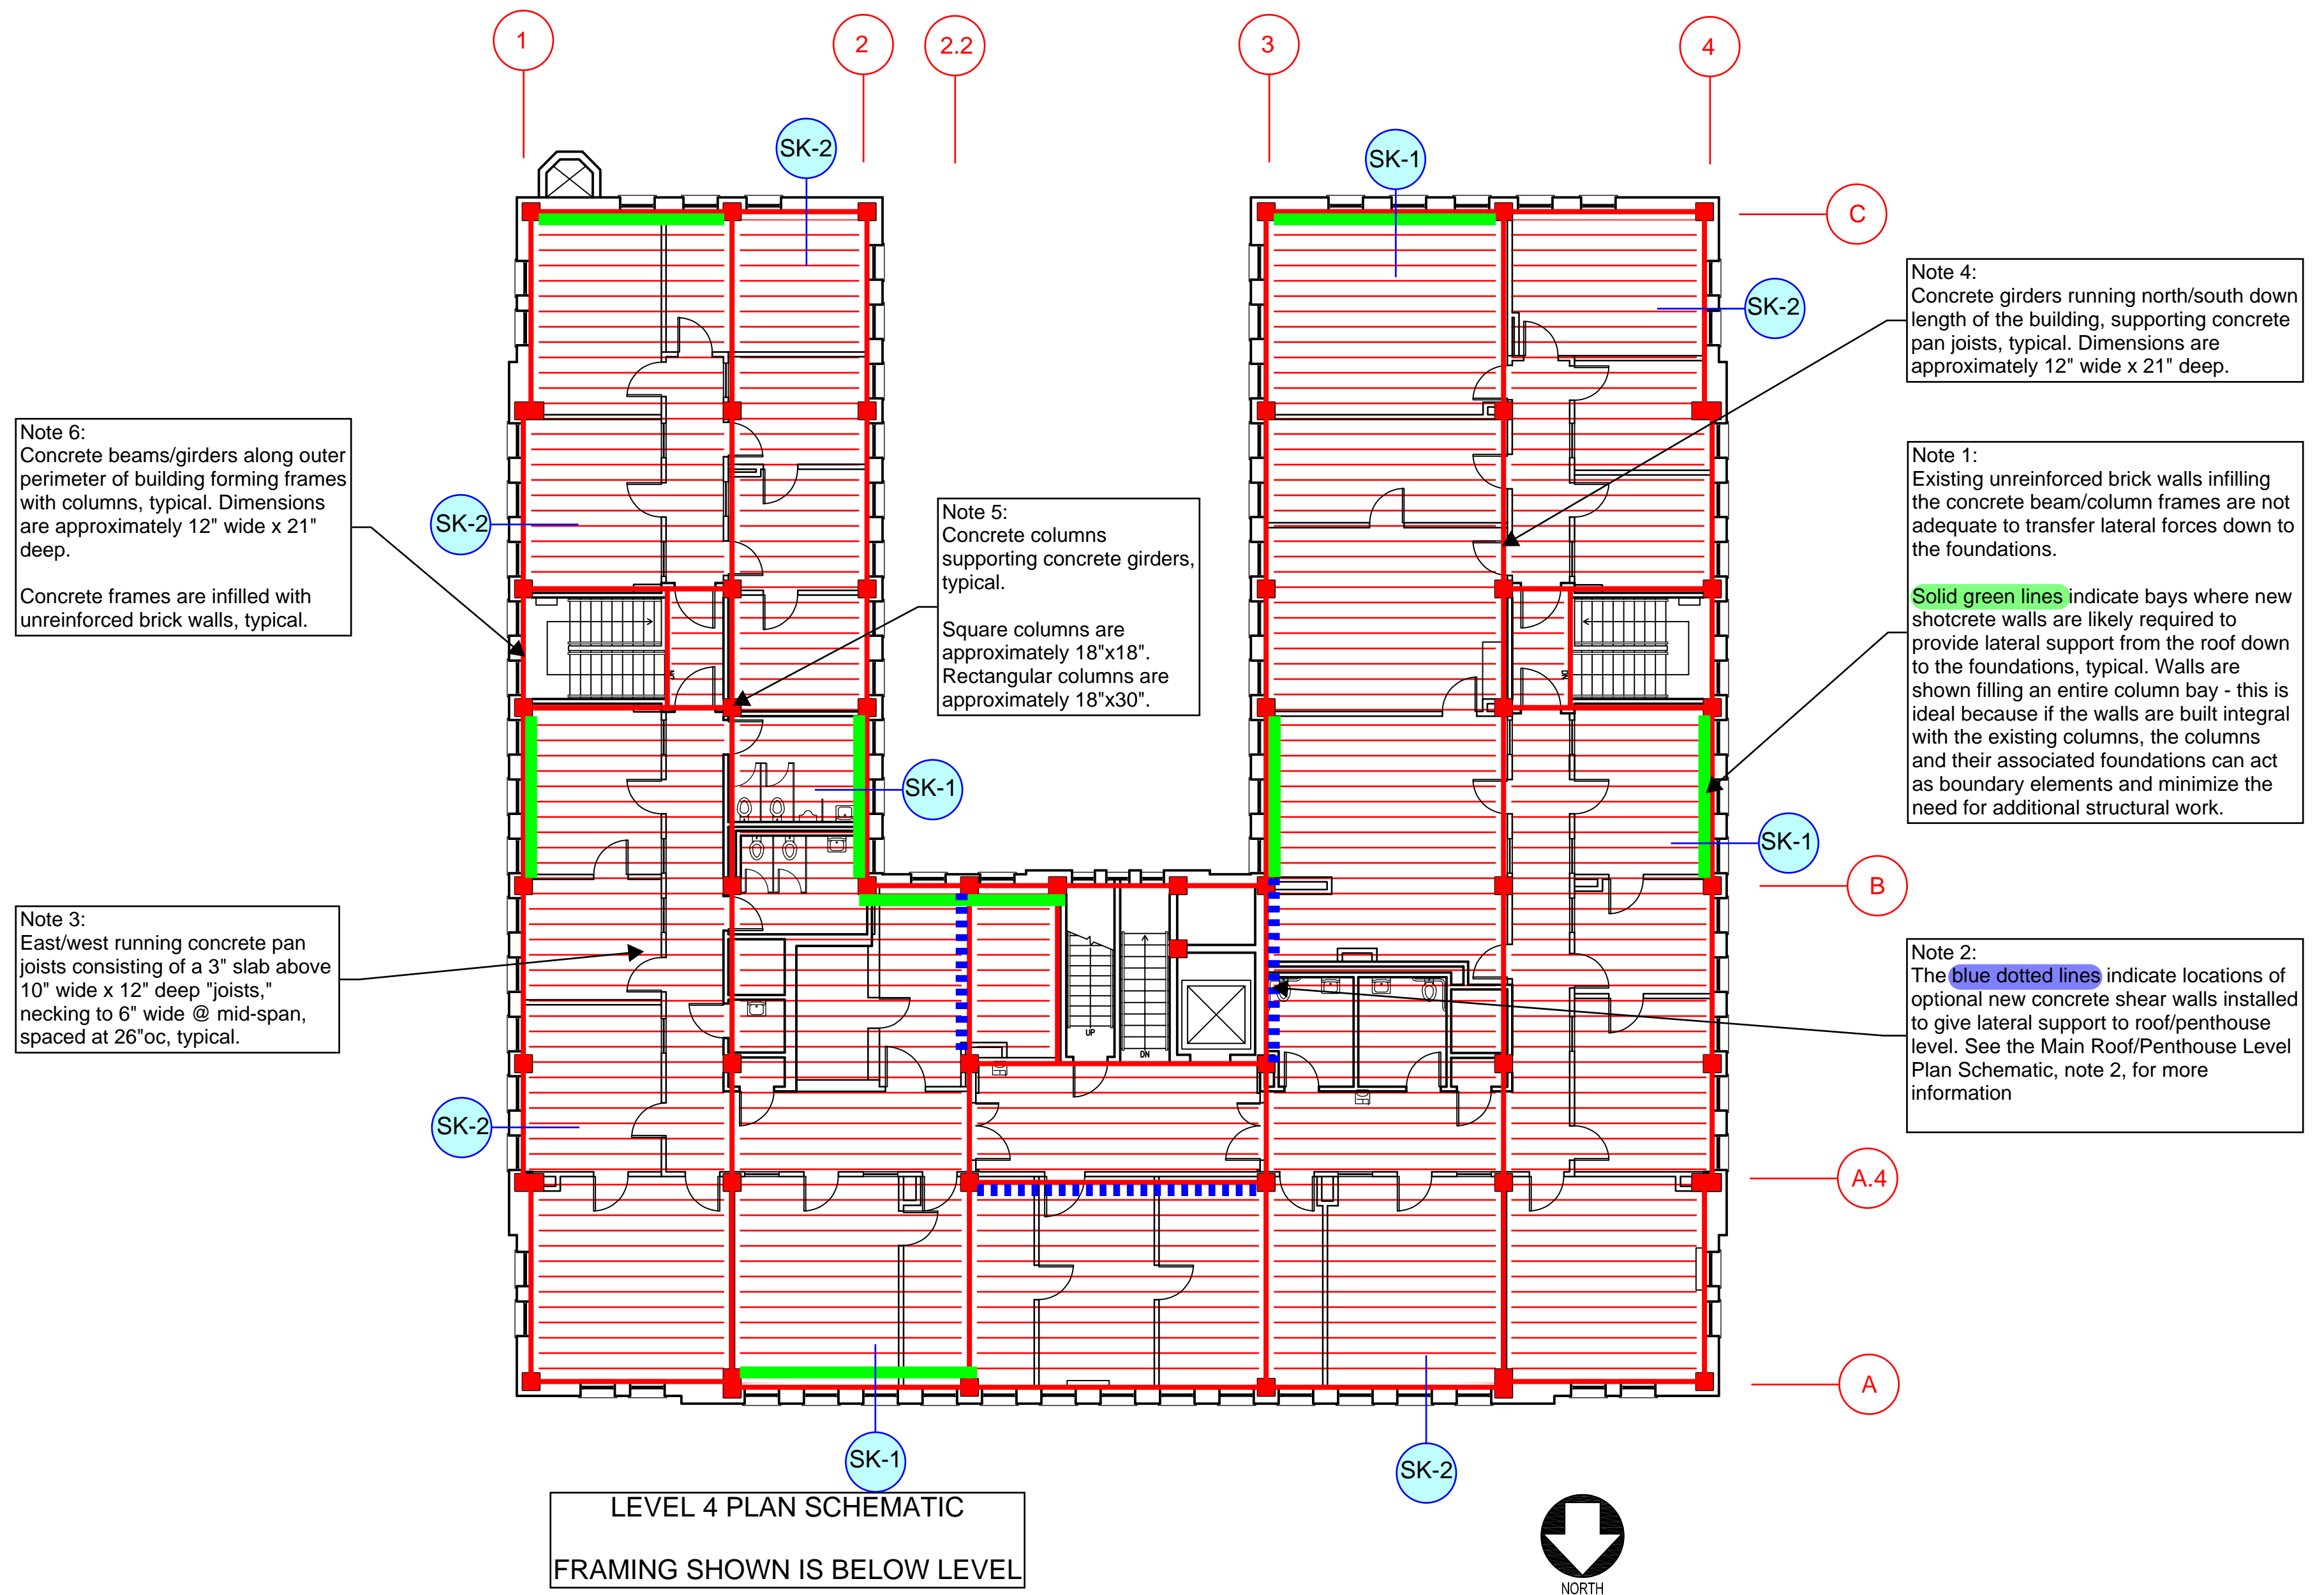 1
2
2.2
3
4
SK-2
SK-1
C
SK-2
Note 4:
Concrete girders running north/south down
length of the building, supporting concrete
pan joists, typical. Dimensions are
approximately 12" wide x 21" deep.
Note 6:
Concrete beams/girders along outer
perimeter of building forming frames
with columns, typical. Dimensions
are approximately 12" wide x 21"
deep.
Concrete frames are infilled with
unreinforced brick walls, typical.
SK-2
Note 5:
Concrete columns
supporting concrete girders,
typical.
Square columns are
approximately 18"x18".
Rectangular columns are
approximately 18"x30".
Note 1:
Existing unreinforced brick walls infilling
the concrete beam/column frames are not
adequate to transfer lateral forces down to
the foundations.
Solid green lines indicate bays where new
shotcrete walls are likely required to
provide lateral support from the roof down
to the foundations, typical. Walls are
shown filling an entire column bay - this is
ideal because if the walls are built integral
with the existing columns, the columns
and their associated foundations can act
as boundary elements and minimize the
need for additional structural work.
UP
DN
SK-1
SK-1
B
Note 3:
East/west running concrete pan
joists consisting of a 3" slab above
10" wide x 12" deep "joists,"
necking to 6" wide @ mid-span,
spaced at 26"oc, typical.
Note 2:
The blue dotted lines indicate locations of
optional new concrete shear walls installed
to give lateral support to roof/penthouse
level. See the Main Roof/Penthouse Level
Plan Schematic, note 2, for more
information
UP
DN
SK-2
A.4
A
SK-1
SK-2
LEVEL 4 PLAN SCHEMATIC
FRAMING SHOWN IS BELOW LEVEL
NORTH